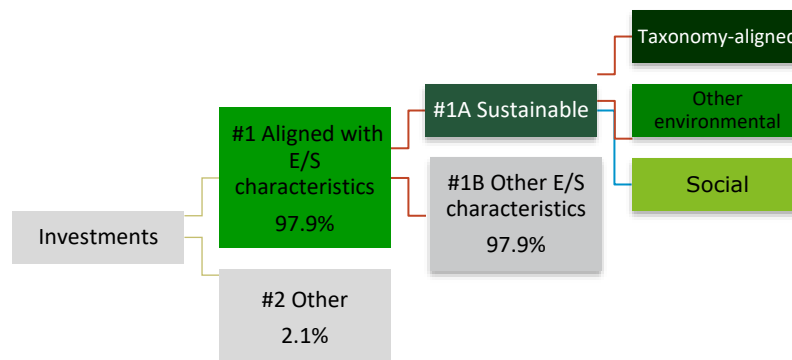 Taxonomy-aligned
#1A Sustainable
Other
environmental
#1 Aligned with
E/S
characteristics
97.9%
#1B Other E/S
characteristics
97.9%
Social
Investments
#2 Other
2.1%